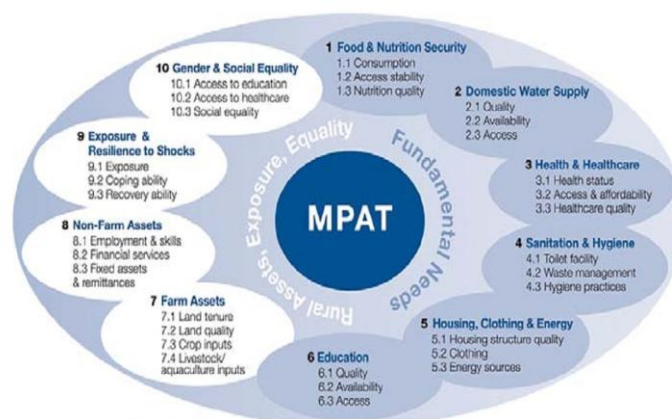 1 Food & Nutrition Security
1.1 Consumption
1.2 Access stability
1.3 Nutrition quality
2 Domestic Water Supply
2.1 Quality
2.2 Availability
2.3 Access
3 Health & Healthcare
3.1 Health status
3.2 Access & affordability
3.3 Healthcare quality
4 Sanitation & Hygiene
4.1 Toilet facility
4.2 Waste management
4.3 Hygiene practices
5 Housing, Clothing & Energy
5.1 Housing structure quality
5.2 Clothing
5.3 Energy sources
6 Education
6.1 Quality
6.2 Availability
6.3 Access
7 Farm Assets
7.1 Land tenure
7.2 Land quality
7.3 Crop inputs
7.4 Livestock/
aquaculture inputs
8 Non-Farm Assets
8.1 Employment & skills
8.2 Financial services
8.3 Fixed assets
& remittances
9 Exposure &
Resilience to Shocks
9.1 Exposure
9.2 Coping ability
9.3 Recovery ability
10 Gender & Social Equality
10.1 Access to education
10.2 Access to healthcare
10.3 Social equality
Fundamental Needs
Rural Assets, Exposure, Equality
MPAT